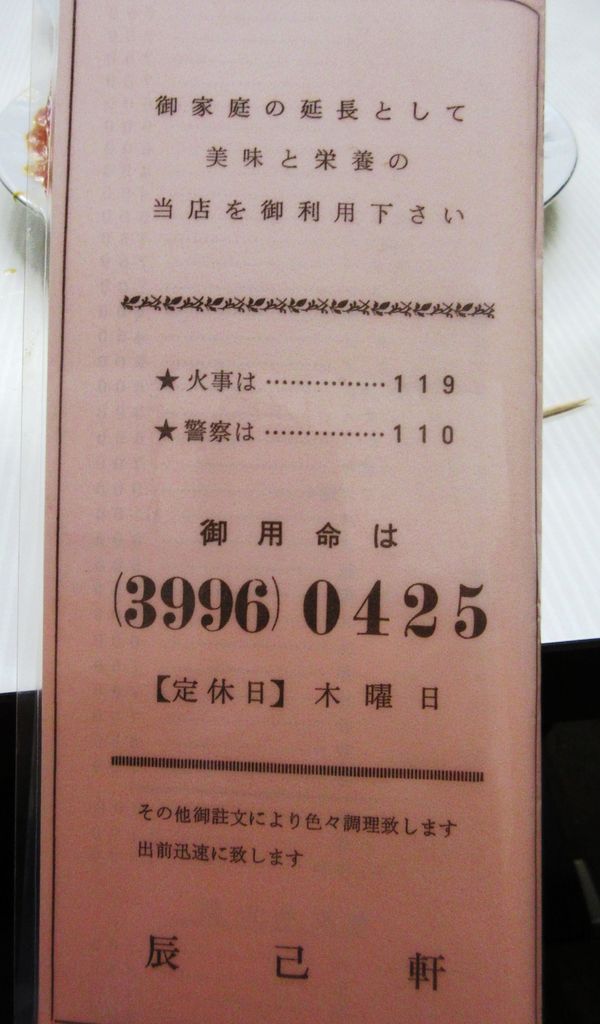 御家庭の延長として
美味と栄養の
当店を御利用下さい
★火事は……………119
★警察は……………110
御用命は
(3996)0425
【定休日】木曜日
その他御註文により色々調理致します
出前迅速に致します
辰己軒